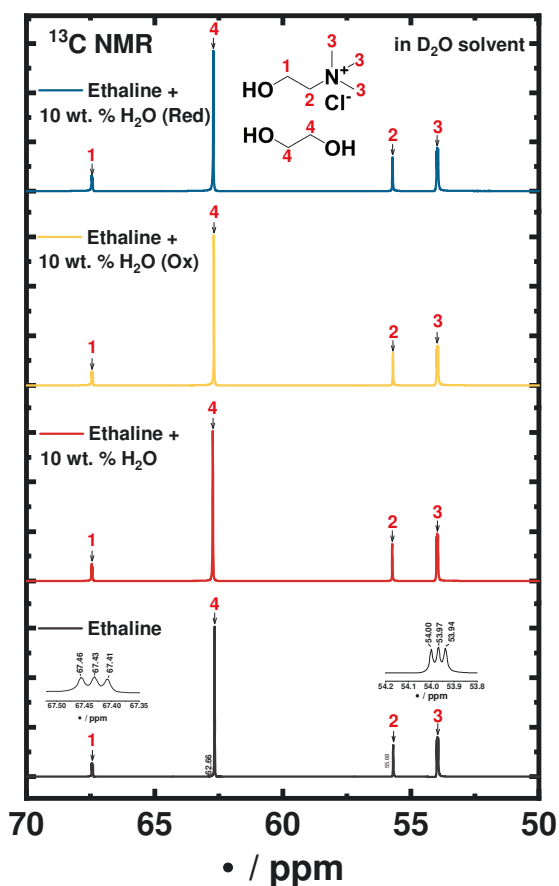 ¹³C NMR
in D₂O solvent
Ethaline +
10 wt. % H₂O (Red)
4
1
2
3
HO
1
2
N⁺
3
3
3
Cl⁻
HO
4
4
OH
Ethaline +
10 wt. % H₂O (Ox)
4
1
2
3
Ethaline +
10 wt. % H₂O
4
1
2
3
Ethaline
4
1
2
3
67.46
67.43
67.41
67.50 67.45 67.40 67.35
• / ppm
62.66
55.68
54.00
53.97
53.94
54.2 54.1 54.0 53.9 53.8
• / ppm
70 65 60 55 50
• / ppm